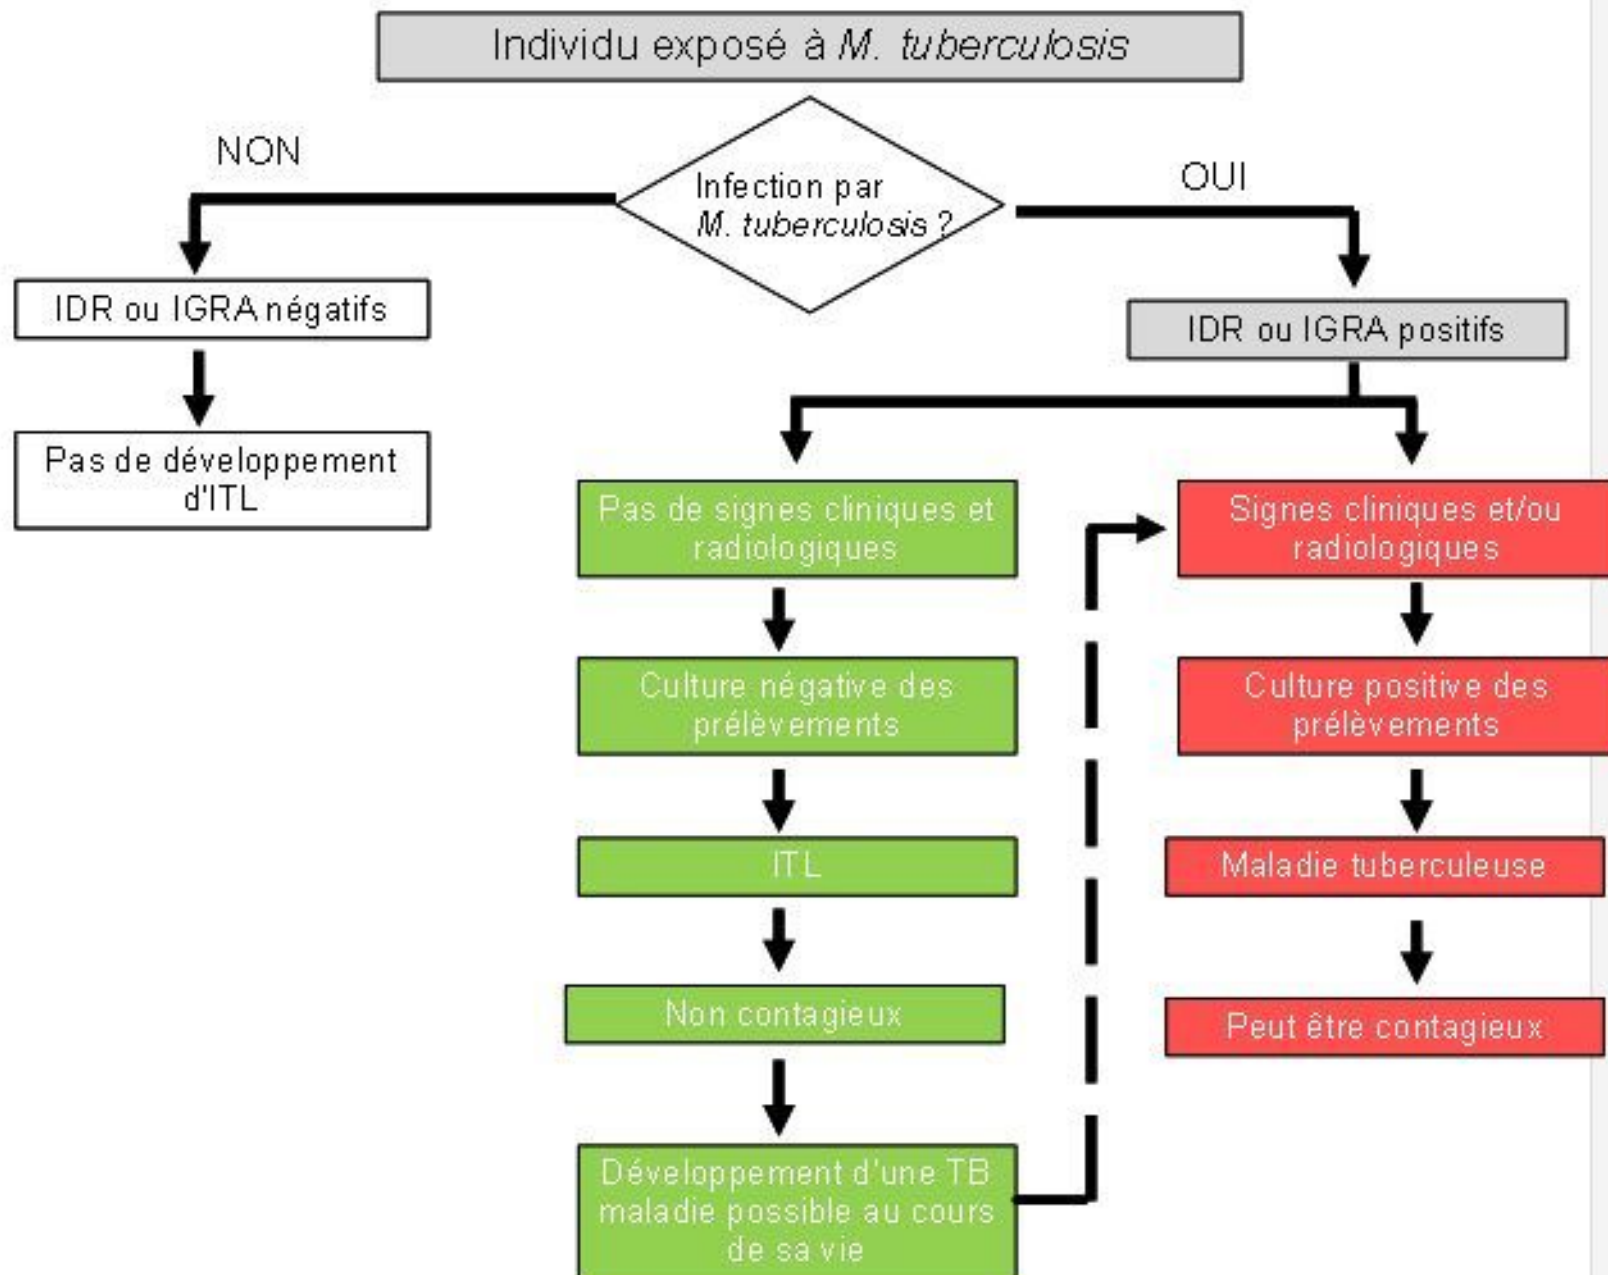 Individu exposé à M. tuberculosis
NON
Infection par
M. tuberculosis ?
OUI
IDR ou IGRA négatifs
IDR ou IGRA positifs
Pas de développement
d'ITL
Pas de signes cliniques et
radiologiques
Signes cliniques et/ou
radiologiques
Culture négative des
prélèvements
Culture positive des
prélèvements
ITL
Maladie tuberculeuse
Non contagieux
Peut être contagieux
Développement d'une TB
maladie possible au cours
de sa vie